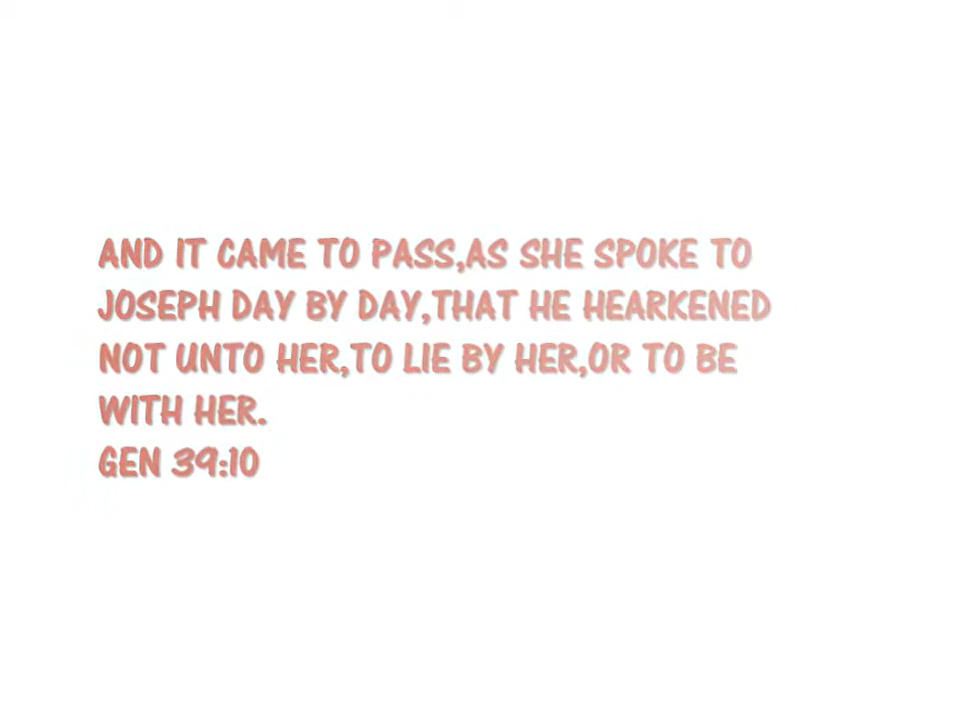 AND IT CAME TO PASS,AS SHE SPOKE TO
JOSEPH DAY BY DAY,THAT HE HEARKENED
NOT UNTO HER,TO LIE BY HER,OR TO BE
WITH HER.
GEN 39:10